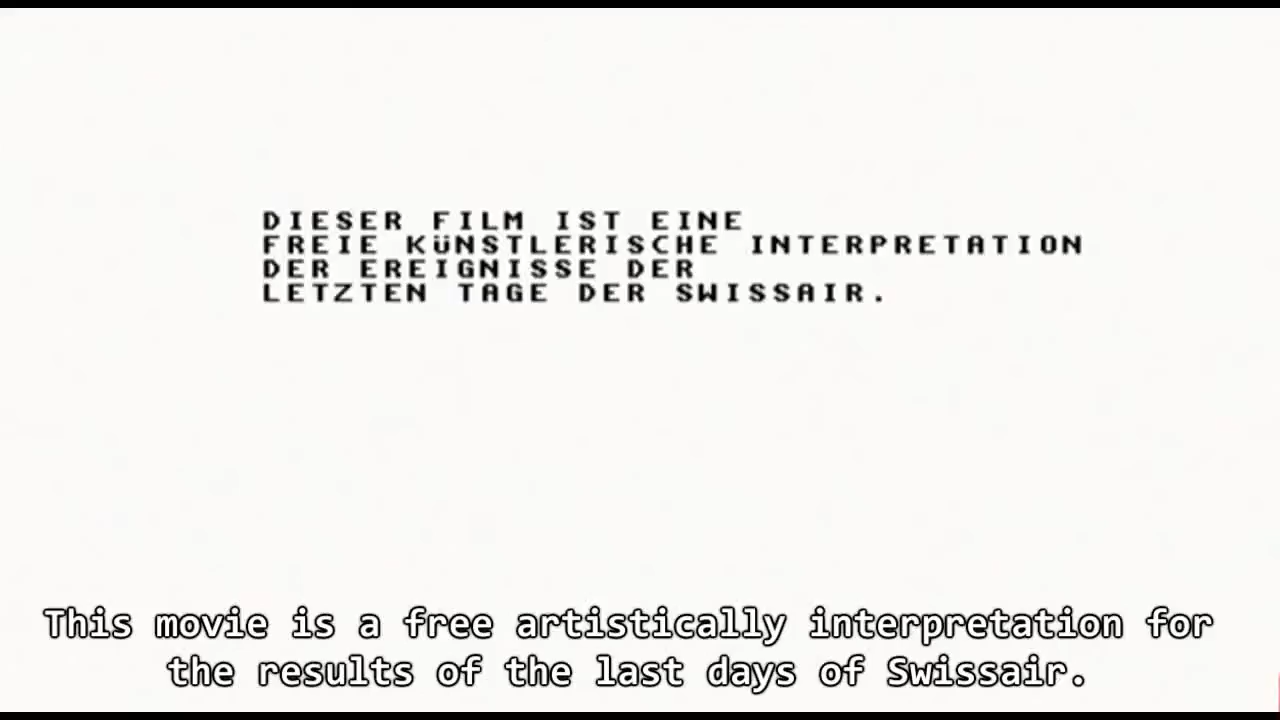 DIESER FILM IST EINE
FREIE KÜNSTLERISCHE INTERPRETATION
DER EREIGNISSE DER
LETZTEN TAGE DER SWISSAIR.
This movie is a free artistically interpretation for
the results of the last days of Swissair.